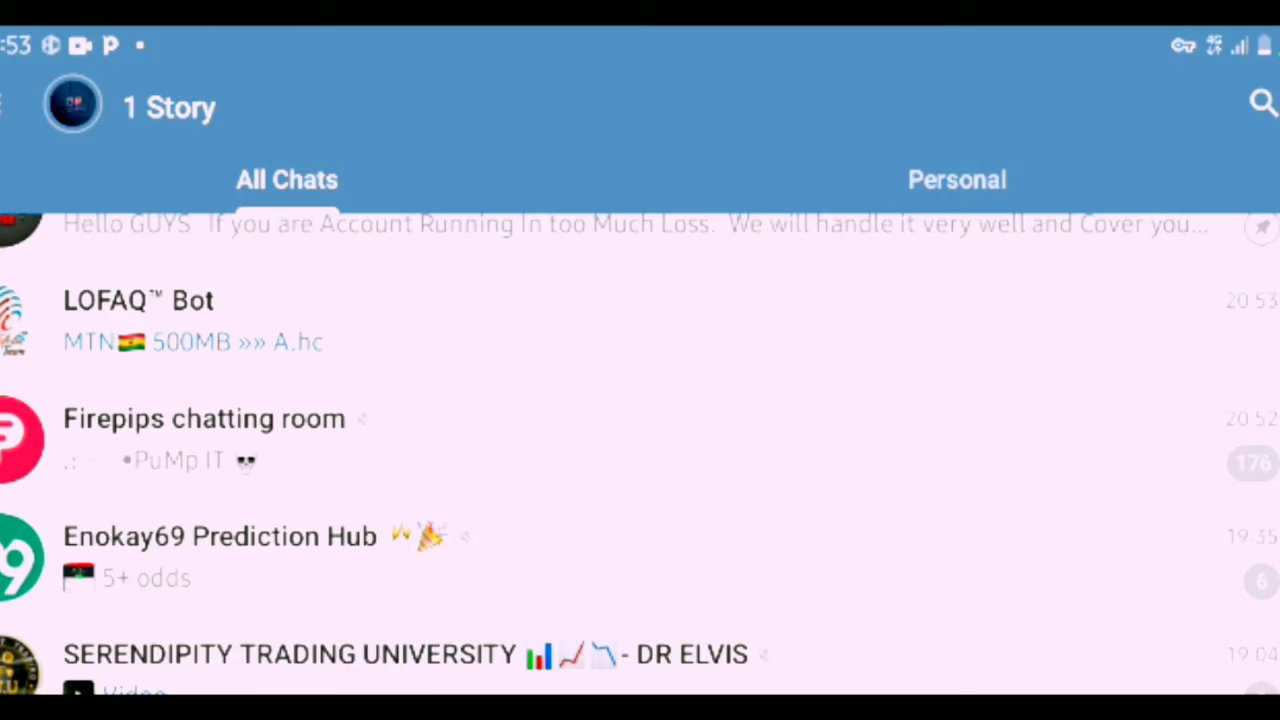 :53
4G
1 Story
All Chats
Personal
Hello GUYS If you are Account Running In too Much Loss. We will handle it very well and Cover you...
LOFAQ™ Bot
20 53
MTN🇬🇭 500MB »» A.hc
Firepips chatting room
20 52
.: •PuMp IT
176
Enokay69 Prediction Hub
19 35
5+ odds
6
SERENDIPITY TRADING UNIVERSITY 📊📈📉- DR ELVIS
19 04
Video